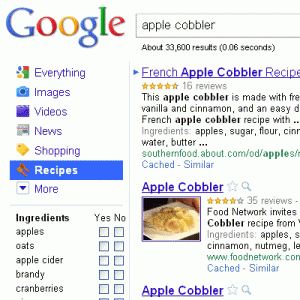 Google
apple cobbler
About 33,600 results (0.06 seconds)
Everything
Images
Videos
News
Shopping
Recipes
More
Ingredients Yes No
apples
oats
apple cider
brandy
cranberries
French Apple Cobbler Recipe
16 reviews
This apple cobbler is made with fre
vanilla and cinnamon, and an easy d
French apple cobbler recipe with ...
Ingredients: apples, sugar, flour, cinn
water, butter ...
southernfood.about.com/od/apples/r
Cached - Similar
Apple Cobbler
35 reviews -
Food Network invites
Cobbler recipe from
Ingredients: apples, s
cinnamon, nutmeg, le
www.foodnetwork.com
Cached - Similar
Apple Cobbler